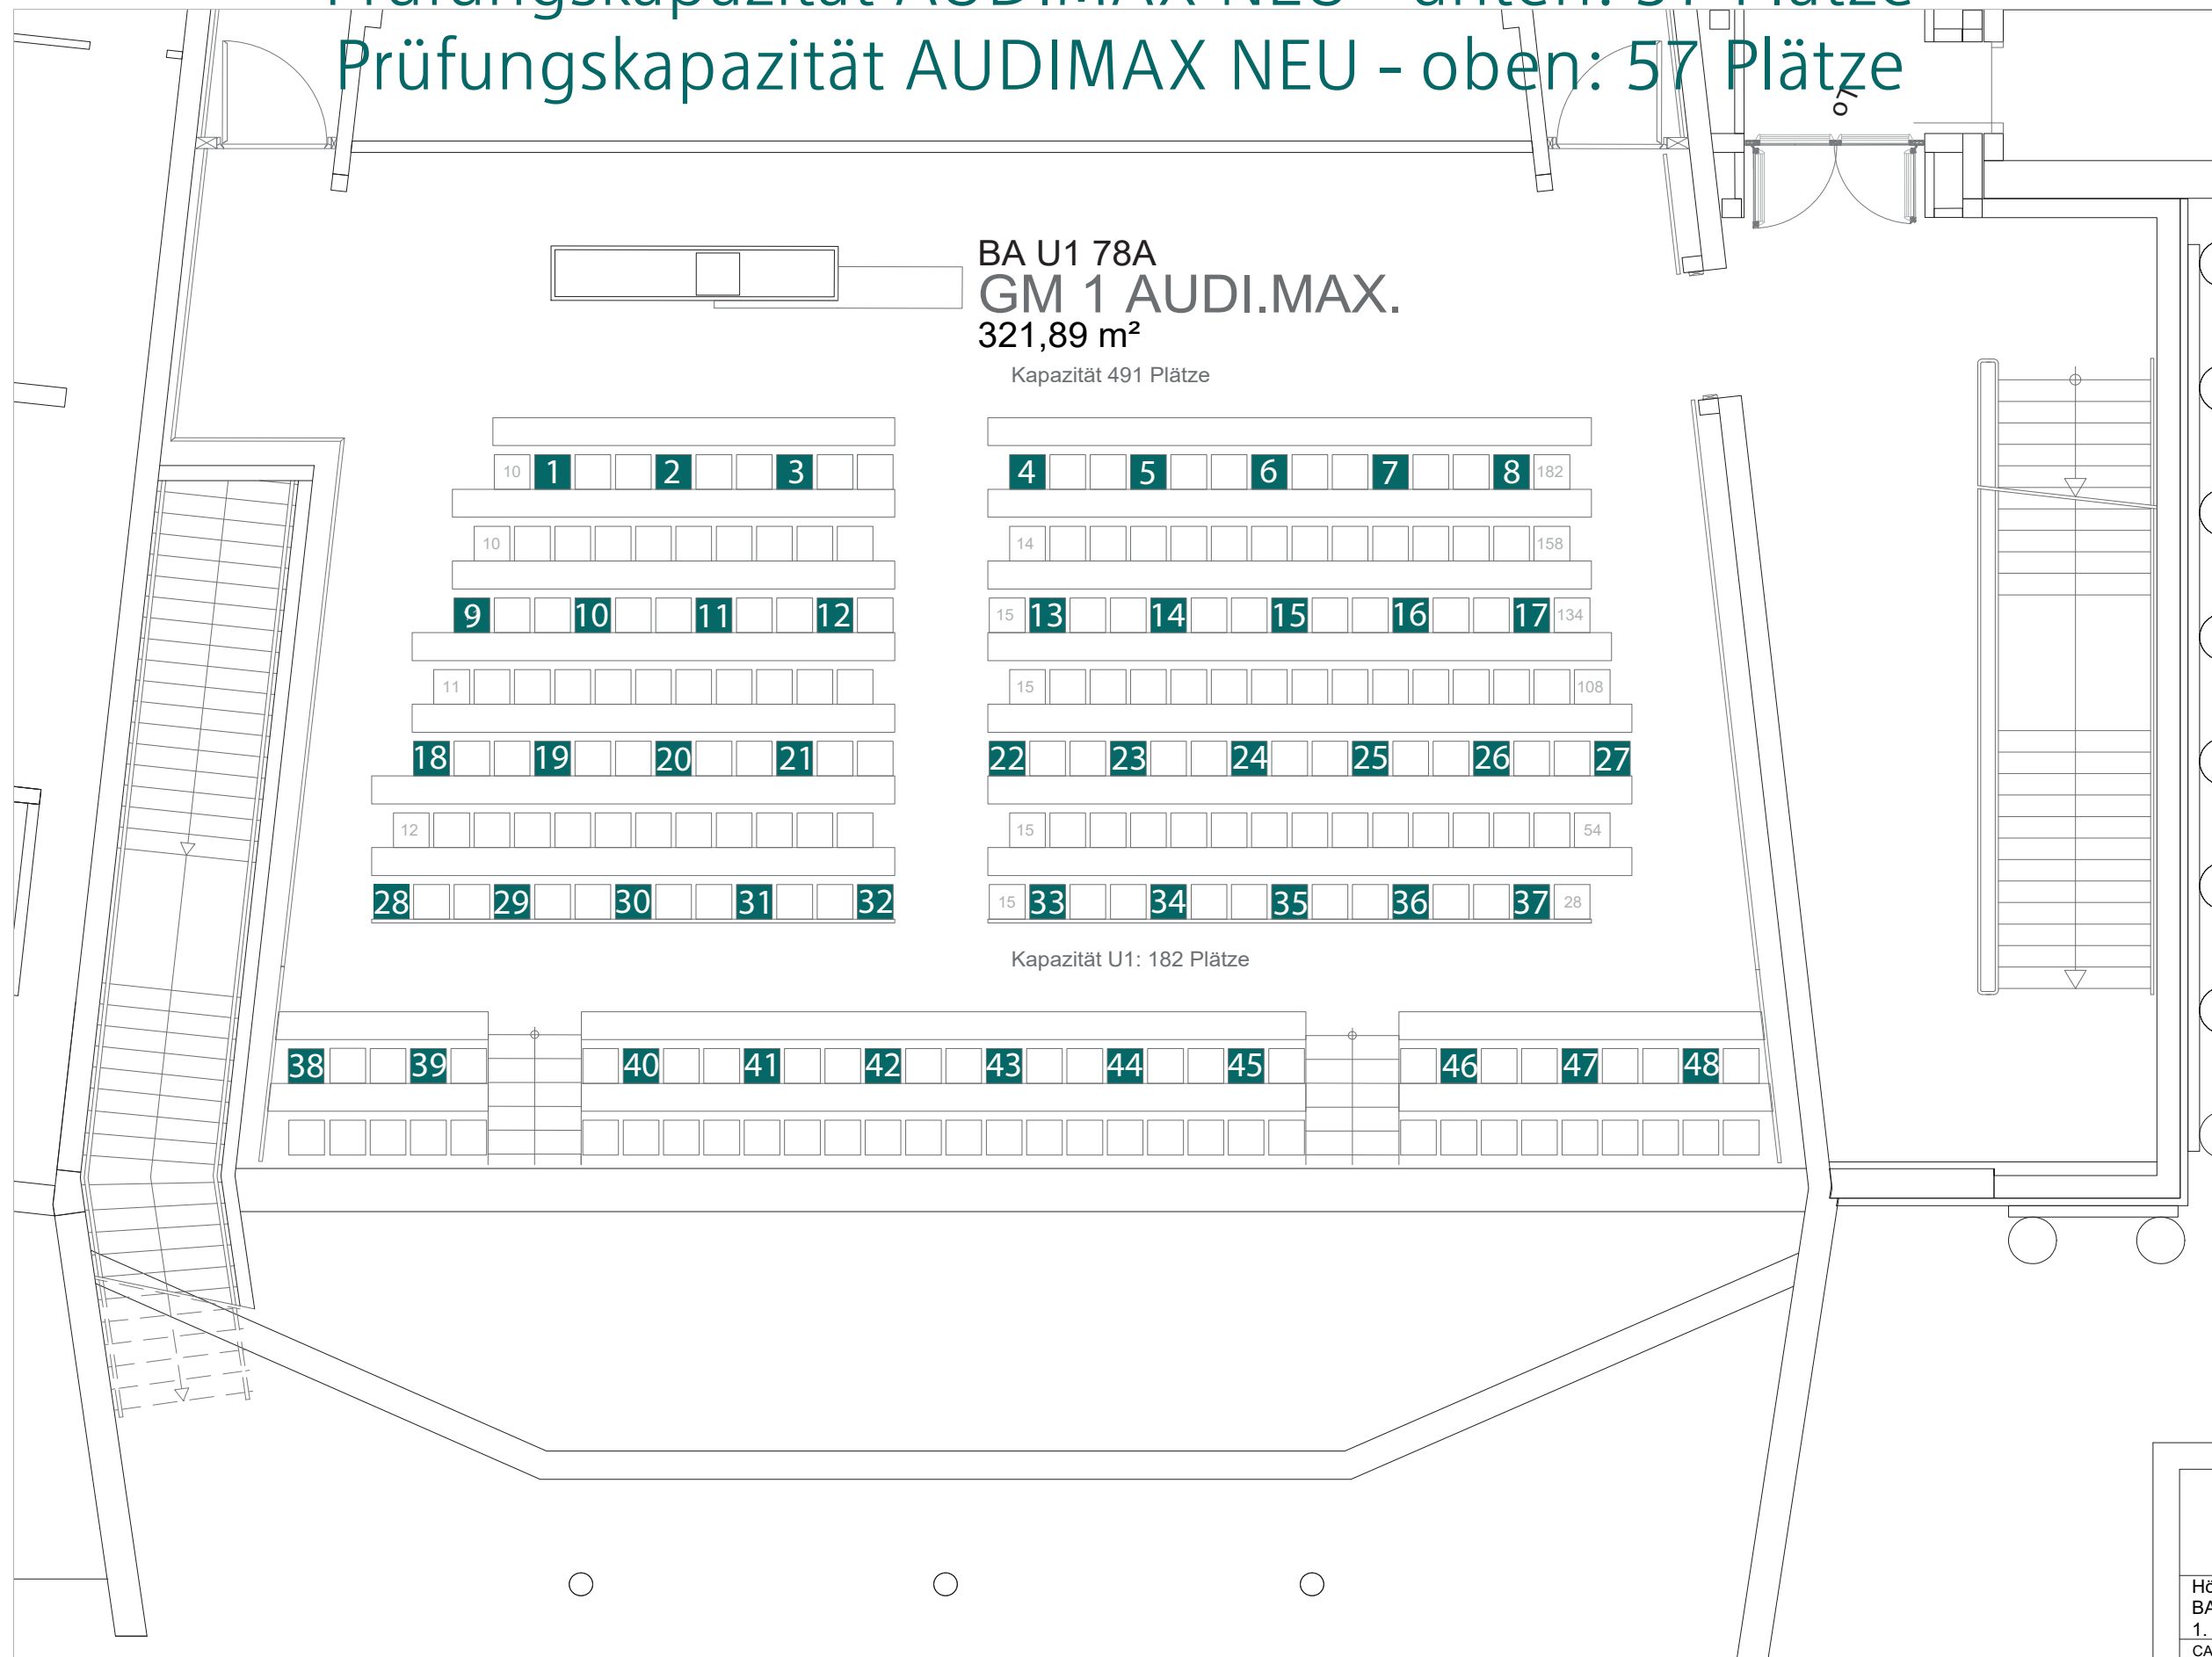 Prüfungskapazität AUDIMAX NEU - oben: 57 Plätze
BA U1 78A
GM 1 AUDI.MAX.
321,89 m²
Kapazität 491 Plätze
10 1 2 3 4 5 6 7 8 182
10 14 158
9 10 11 12 15 13 14 15 16 17 134
11 15 108
18 19 20 21 22 23 24 25 26 27
12 15 54
28 29 30 31 32 15 33 34 35 36 37 28
Kapazität U1: 182 Plätze
38 39 40 41 42 43 44 45 46 47 48
BA
1.